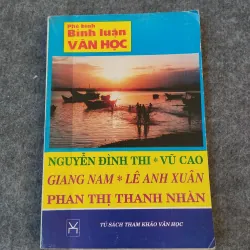 Phê bình
Bình luận
VĂN HỌC
NGUYỄN ĐÌNH THI * VŨ CAO
GIANG NAM * LÊ ANH XUÂN
PHAN THỊ THANH NHÀN
TỦ SÁCH THAM KHẢO VĂN HỌC